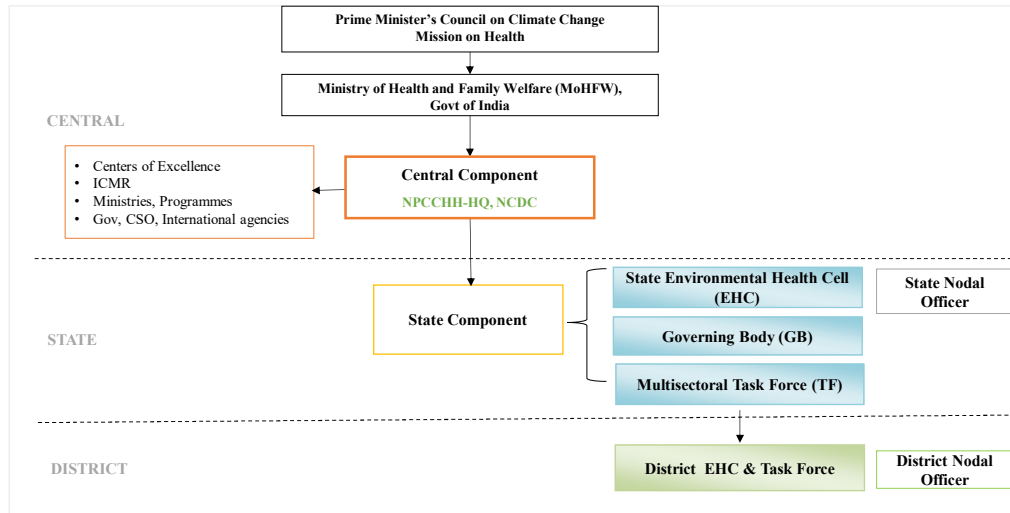 Prime Minister's Council on Climate Change
Mission on Health
Ministry of Health and Family Welfare (MoHFW),
Govt of India
CENTRAL
• Centers of Excellence
• ICMR
• Ministries, Programmes
• Gov, CSO, International agencies
Central Component
NPCCHH-HQ, NCDC
State Environmental Health Cell
(EHC)
State Nodal
Officer
State Component
Governing Body (GB)
STATE
Multisectoral Task Force (TF)
DISTRICT
District EHC & Task Force
District Nodal
Officer